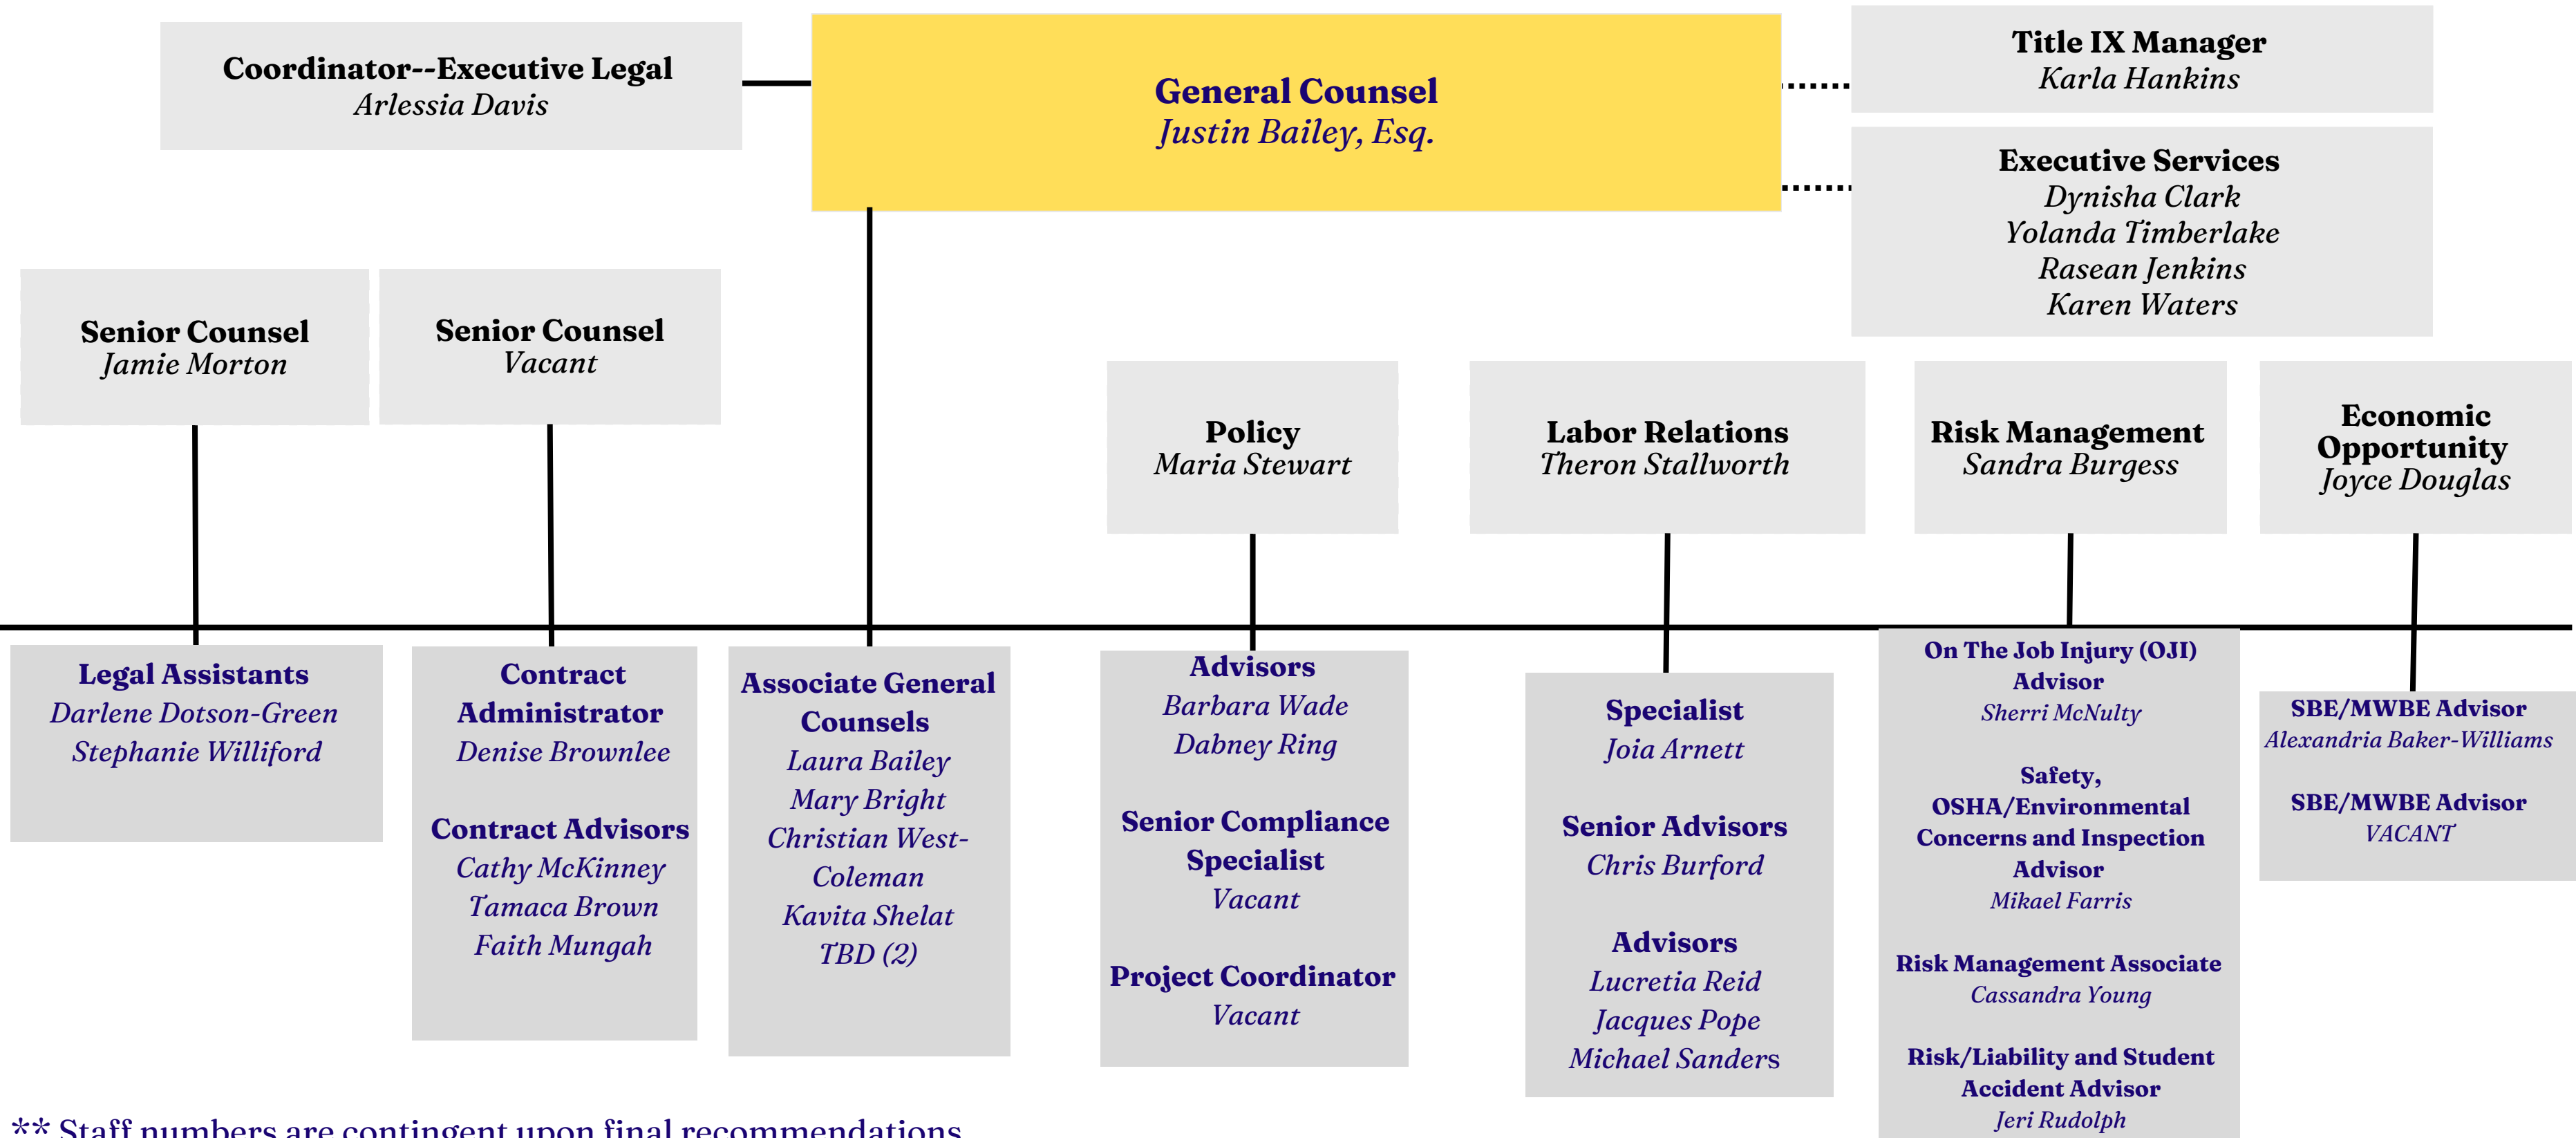 Coordinator--Executive Legal
Arlessia Davis
General Counsel
Justin Bailey, Esq.
Title IX Manager
Karla Hankins
Executive Services
Dynisha Clark
Yolanda Timberlake
Rasean Jenkins
Karen Waters
Senior Counsel
Jamie Morton
Senior Counsel
Vacant
Policy
Maria Stewart
Labor Relations
Theron Stallworth
Risk Management
Sandra Burgess
Economic
Opportunity
Joyce Douglas
Legal Assistants
Darlene Dotson-Green
Stephanie Williford
Contract
Administrator
Denise Brownlee
Contract Advisors
Cathy McKinney
Tamaca Brown
Faith Mungah
Associate General
Counsels
Laura Bailey
Mary Bright
Christian West-
Coleman
Kavita Shelat
TBD (2)
Advisors
Barbara Wade
Dabney Ring
Senior Compliance
Specialist
Vacant
Project Coordinator
Vacant
Specialist
Joia Arnett
Senior Advisors
Chris Burford
Advisors
Lucretia Reid
Jacques Pope
Michael Sanders
On The Job Injury (OJI)
Advisor
Sherri McNulty
Safety,
OSHA/Environmental
Concerns and Inspection
Advisor
Mikael Farris
Risk Management Associate
Cassandra Young
Risk/Liability and Student
Accident Advisor
Jeri Rudolph
SBE/MWBE Advisor
Alexandria Baker-Williams
SBE/MWBE Advisor
VACANT
** Staff numbers are contingent upon final recommendations